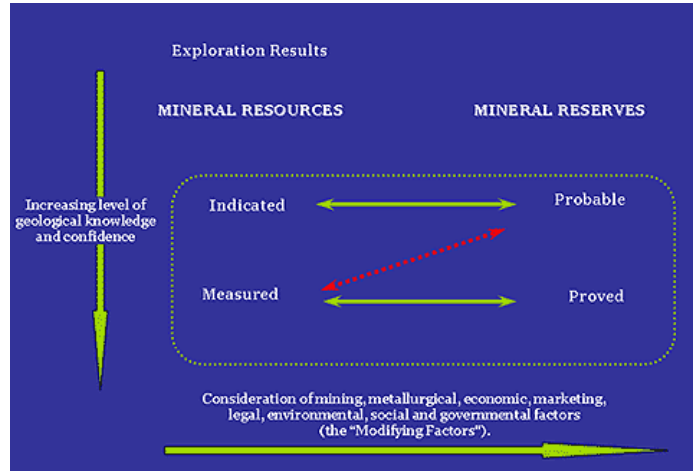 Exploration Results
MINERAL RESOURCES
MINERAL RESERVES
Increasing level of
geological knowledge
and confidence
Indicated
Probable
Measured
Proved
Consideration of mining, metallurgical, economic, marketing,
legal, environmental, social and governmental factors
(the "Modifying Factors").